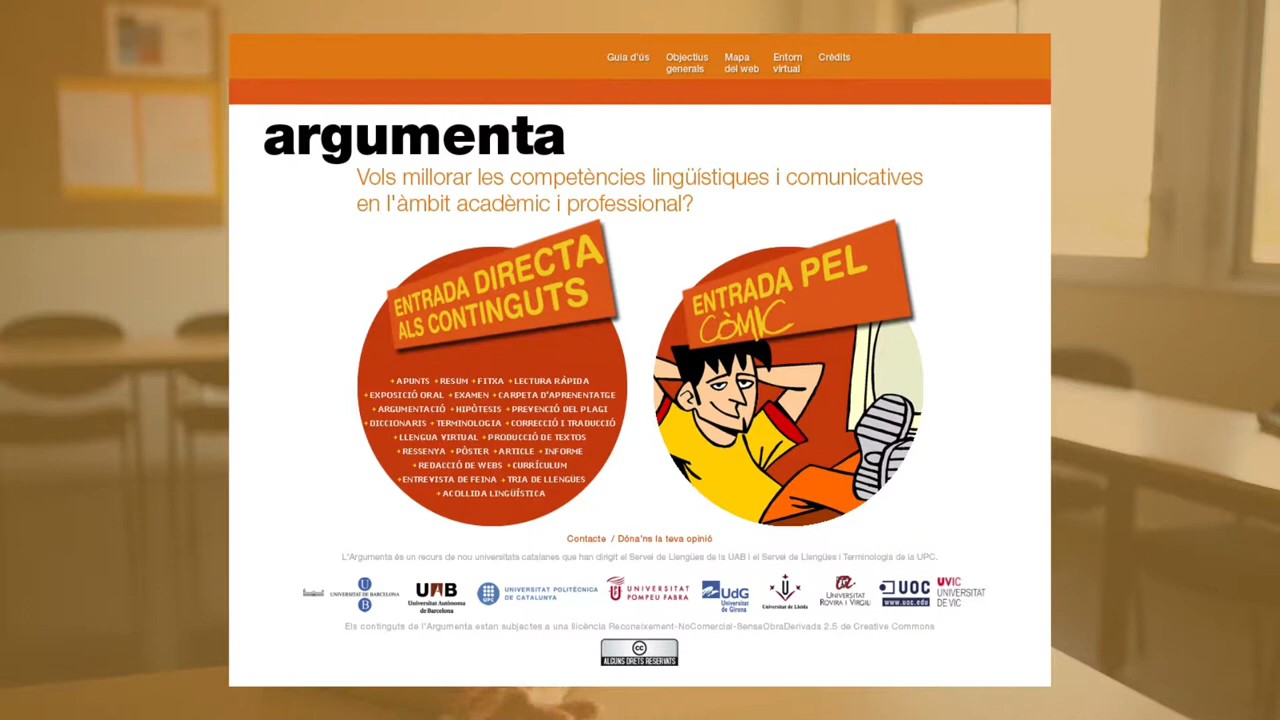 Guia d'ús
Objectius
generals
Mapa
del web
Entorn
virtual
Crèdits
argumenta
Vols millorar les competències lingüístiques i comunicatives
en l'àmbit acadèmic i professional?
ENTRADA DIRECTA
ALS CONTINGUTS
+APUNTS +RESUM +FITXA +LECTURA RÀPIDA
+EXPOSICIÓ ORAL +EXAMEN +CARPETA D'APRENENTATGE
+ARGUMENTACIÓ +HIPÒTESIS +PREVENCIÓ DEL PLAGI
+DICCIONARIS +TERMINOLOGIA +CORRECCIÓ I TRADUCCIÓ
+LLENGUA VIRTUAL +PRODUCCIÓ DE TEXTOS
+RESSENYA +PÒSTER +ARTICLE +INFORME
+REDACCIÓ DE WEBS +CURRÍCULUM
+ENTREVISTA DE FEINA +TRIA DE LLENGÜES
+ACOLLIDA LINGÜÍSTICA
ENTRADA PEL
CÒMIC
Contacte / Dóna'ns la teva opinió
L'Argumenta és un recurs de nou universitats catalanes que han dirigit el Servei de Llengües de la UAB i el Servei de Llengües i Terminologia de la UPC.
UNIVERSITAT DE BARCELONA
U
B
UAB
Universitat Autònoma
de Barcelona
UPC
UNIVERSITAT POLITÈCNICA
DE CATALUNYA
UNIVERSITAT
POMPEU FABRA
UdG
Universitat
de Girona
Universitat de Lleida
UNIVERSITAT
ROVIRA I VIRGILI
UOC
www.uoc.edu
UVIC
UNIVERSITAT
DE VIC
Els continguts de l'Argumenta estan subjectes a una llicència Reconeixement-NoComercial-SenseObraDerivada 2.5 de Creative Commons
cc
ALGUNS DRETS RESERVATS